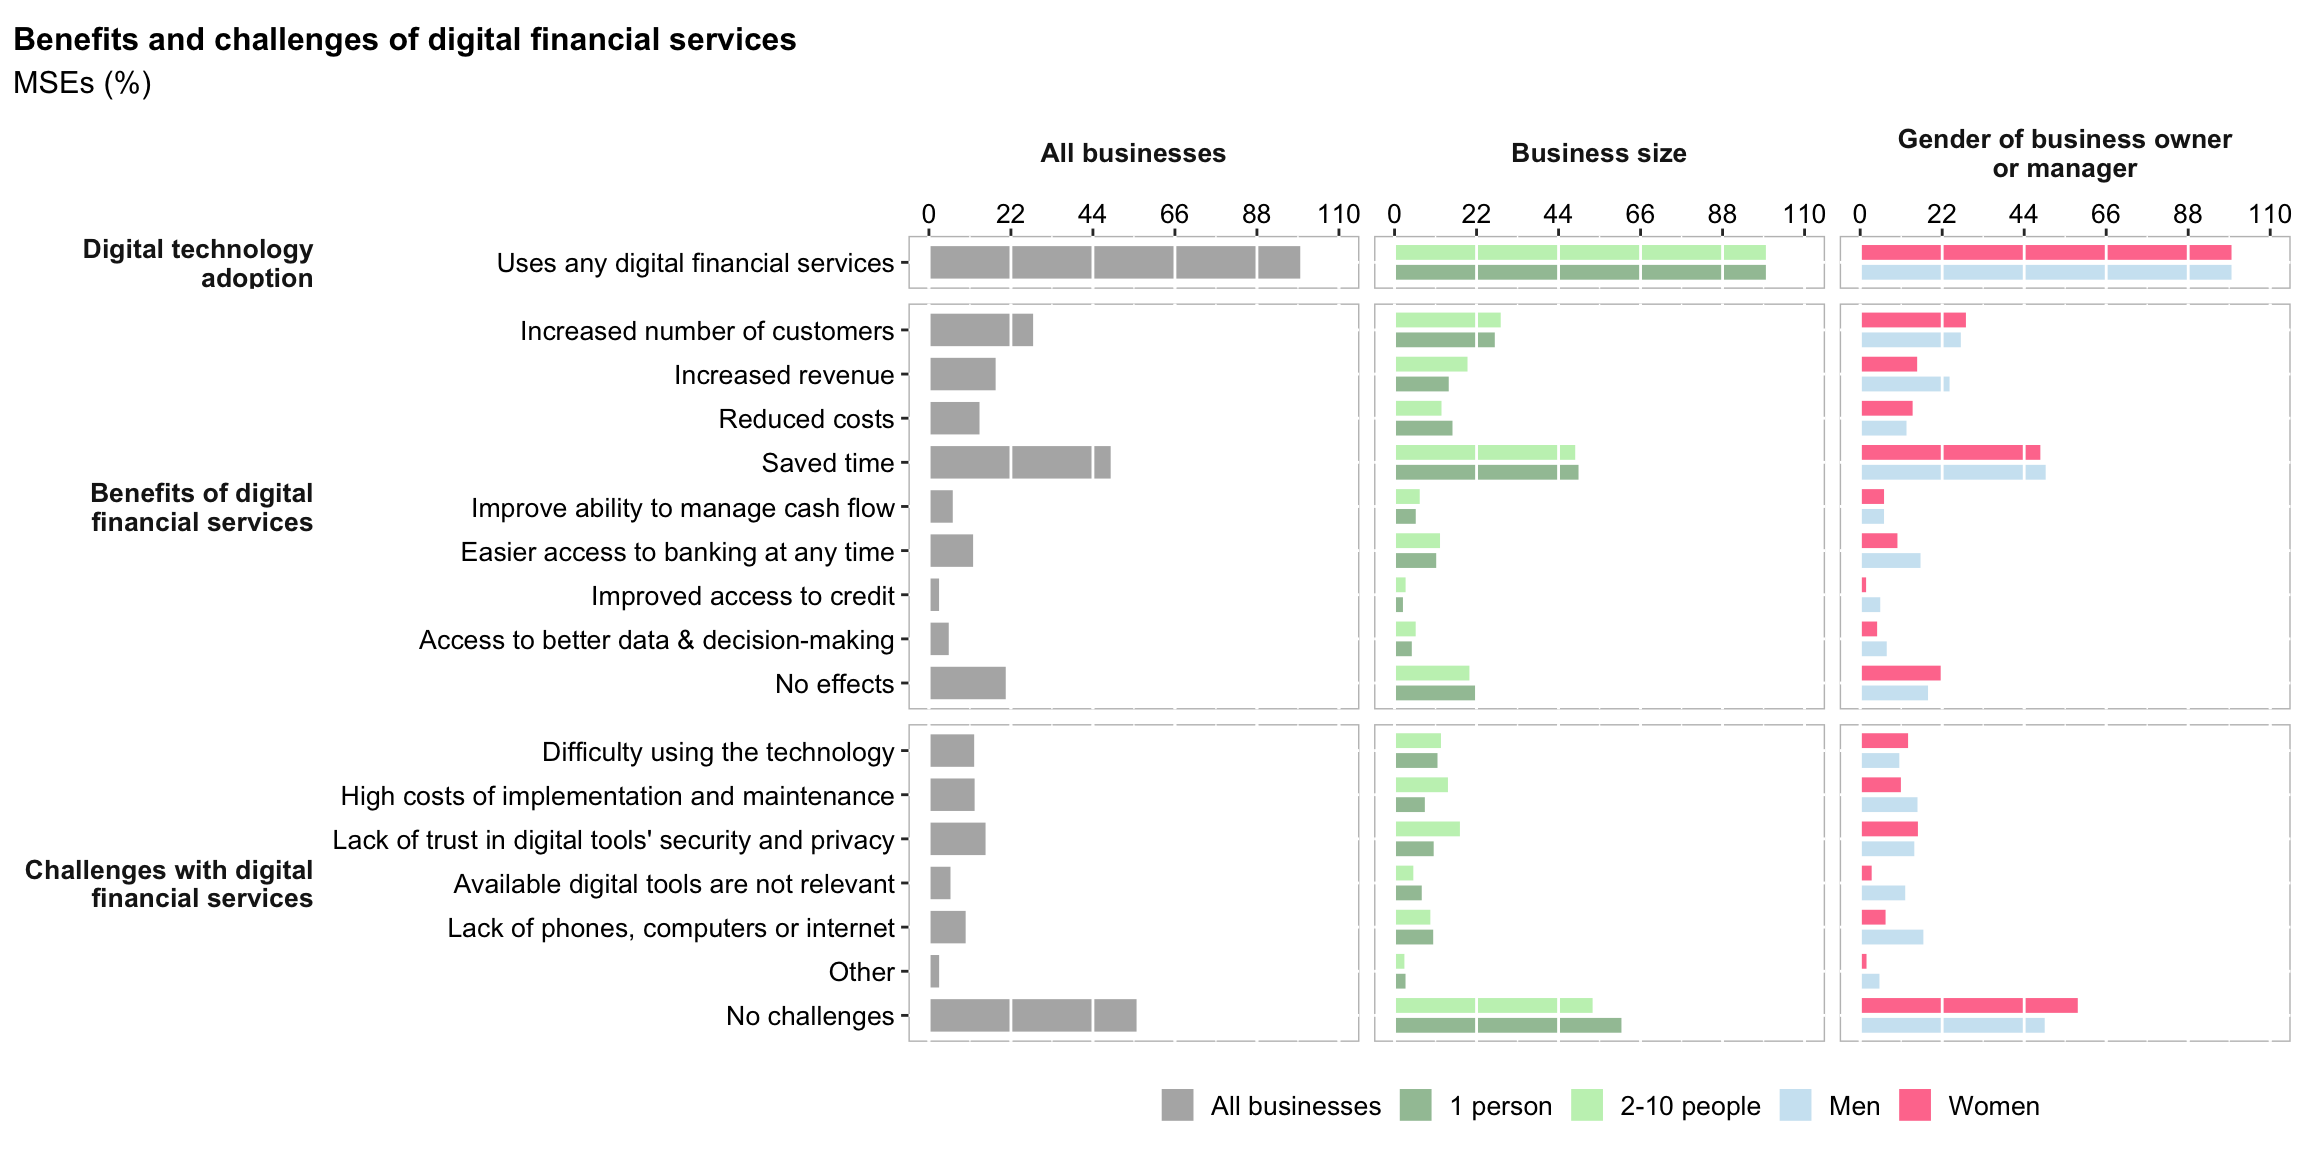 Benefits and challenges of digital financial services
MSEs (%)
All businesses
Business size
Gender of business owner
or manager
0 22 44 66 88 110 0 22 44 66 88 110 0 22 44 66 88 110
Digital technology
adoption
Uses any digital financial services
Benefits of digital
financial services
Increased number of customers
Increased revenue
Reduced costs
Saved time
Improve ability to manage cash flow
Easier access to banking at any time
Improved access to credit
Access to better data & decision-making
No effects
Challenges with digital
financial services
Difficulty using the technology
High costs of implementation and maintenance
Lack of trust in digital tools' security and privacy
Available digital tools are not relevant
Lack of phones, computers or internet
Other
No challenges
All businesses 1 person 2-10 people Men Women